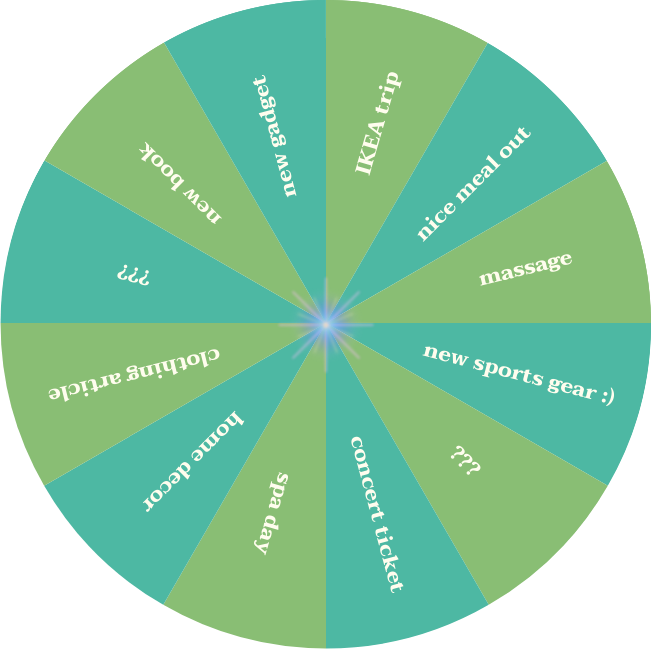 IKEA trip
nice meal out
massage
new sports gear :)
???
concert ticket
spa day
home decor
clothing article
???
new book
new gadget